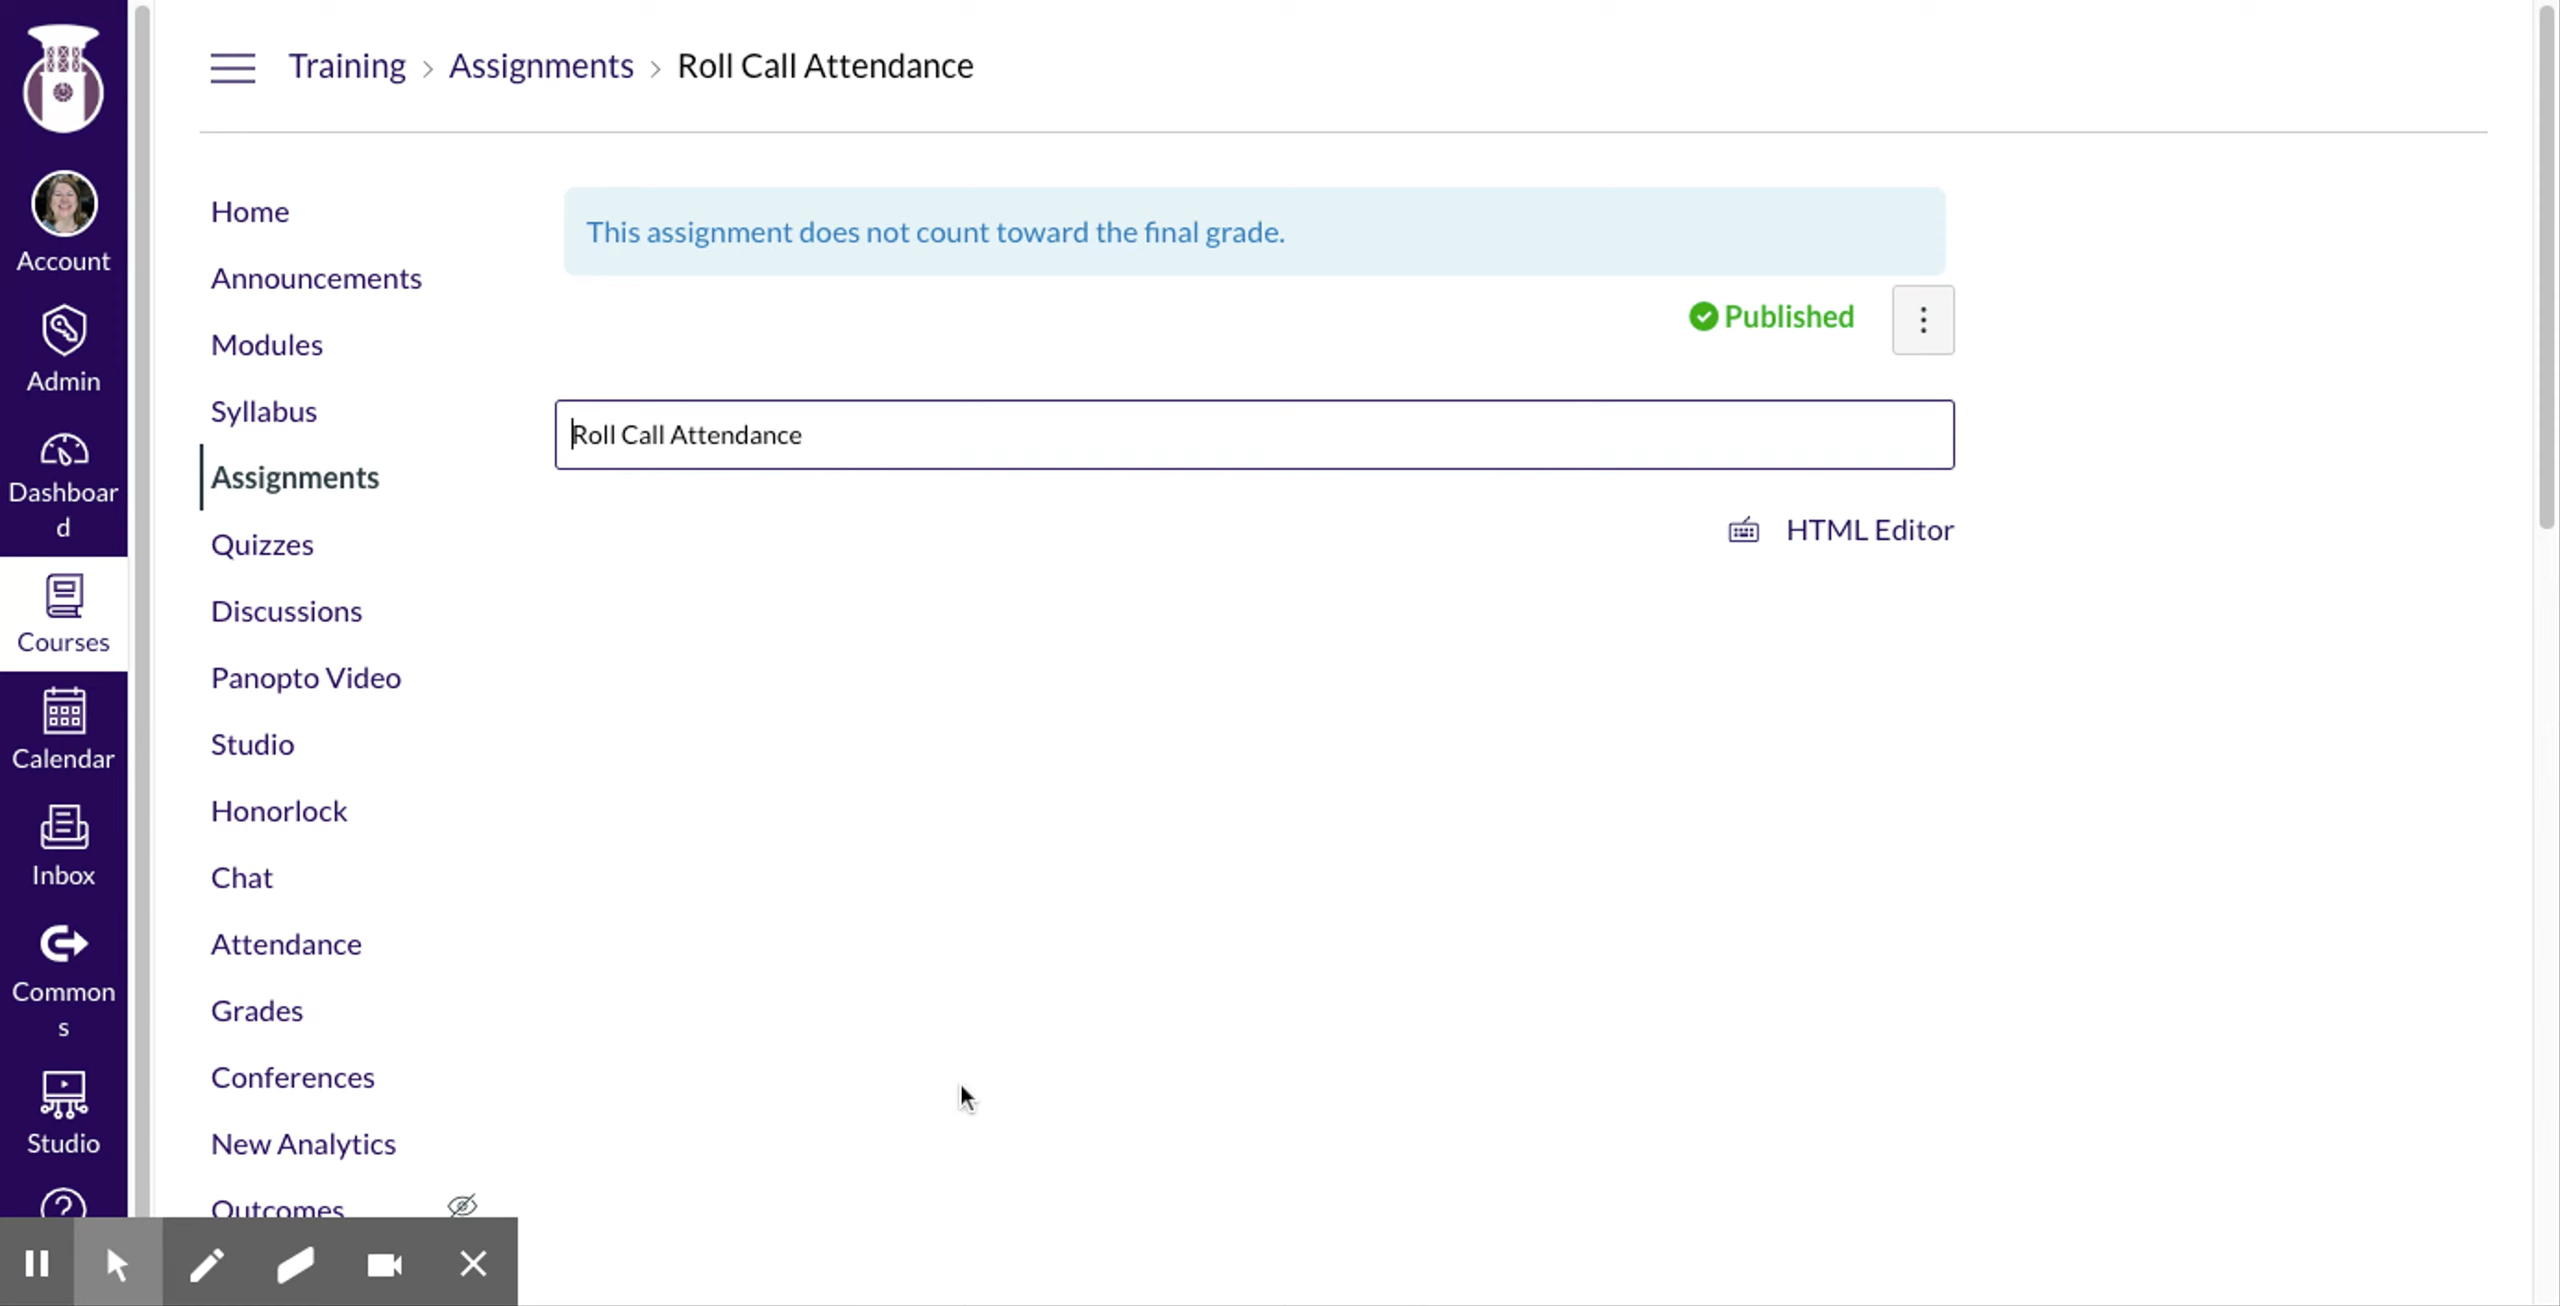 Training > Assignments > Roll Call Attendance
Account
Admin
Dashboar
d
Courses
Calendar
Inbox
Common
s
Studio
Home
Announcements
Modules
Syllabus
Assignments
Quizzes
Discussions
Panopto Video
Studio
Honorlock
Chat
Attendance
Grades
Conferences
New Analytics
Outcomes
This assignment does not count toward the final grade.
Published
Roll Call Attendance
HTML Editor